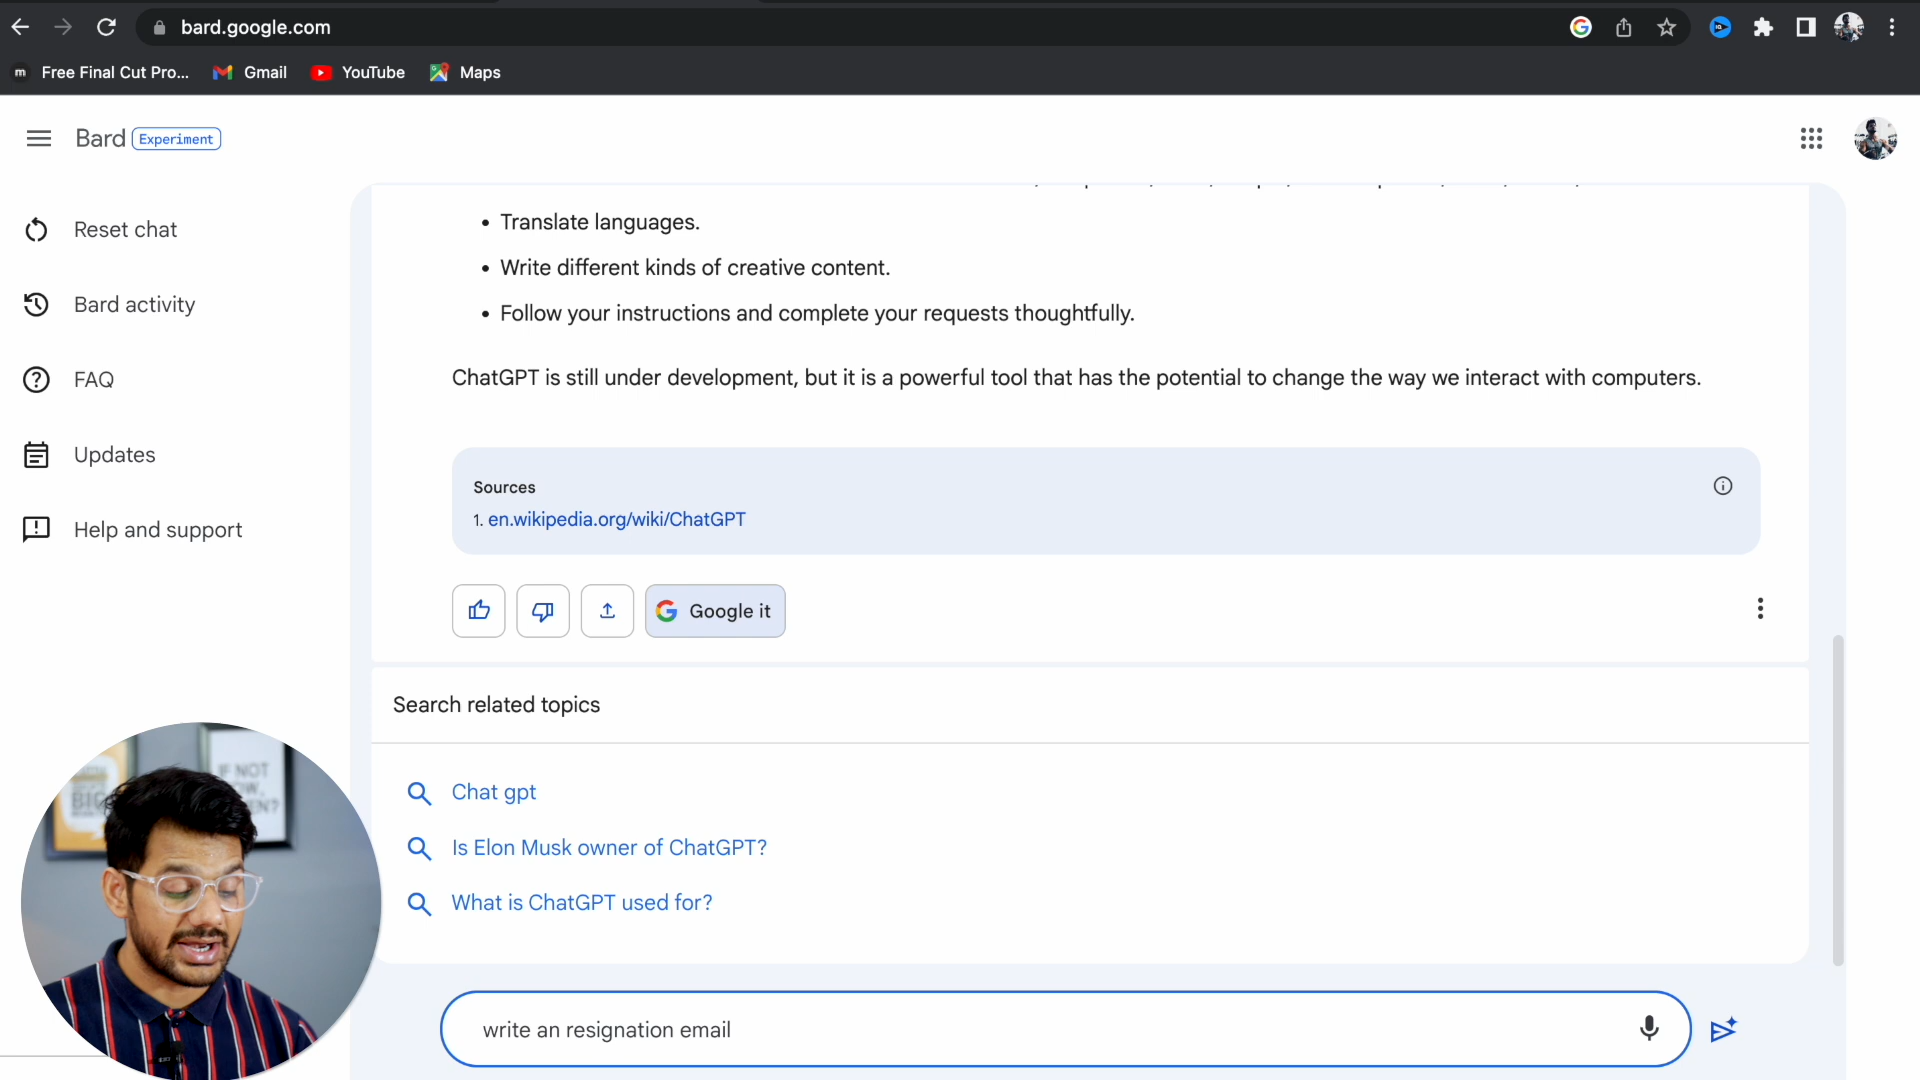 bard.google.com
Free Final Cut Pro...
Gmail
YouTube
Maps
Bard
Experiment
Reset chat
Bard activity
FAQ
Updates
Help and support
• Translate languages.
• Write different kinds of creative content.
• Follow your instructions and complete your requests thoughtfully.
ChatGPT is still under development, but it is a powerful tool that has the potential to change the way we interact with computers.
Sources
1. en.wikipedia.org/wiki/ChatGPT
Google it
Search related topics
Chat gpt
Is Elon Musk owner of ChatGPT?
What is ChatGPT used for?
IF NOT
write an resignation email